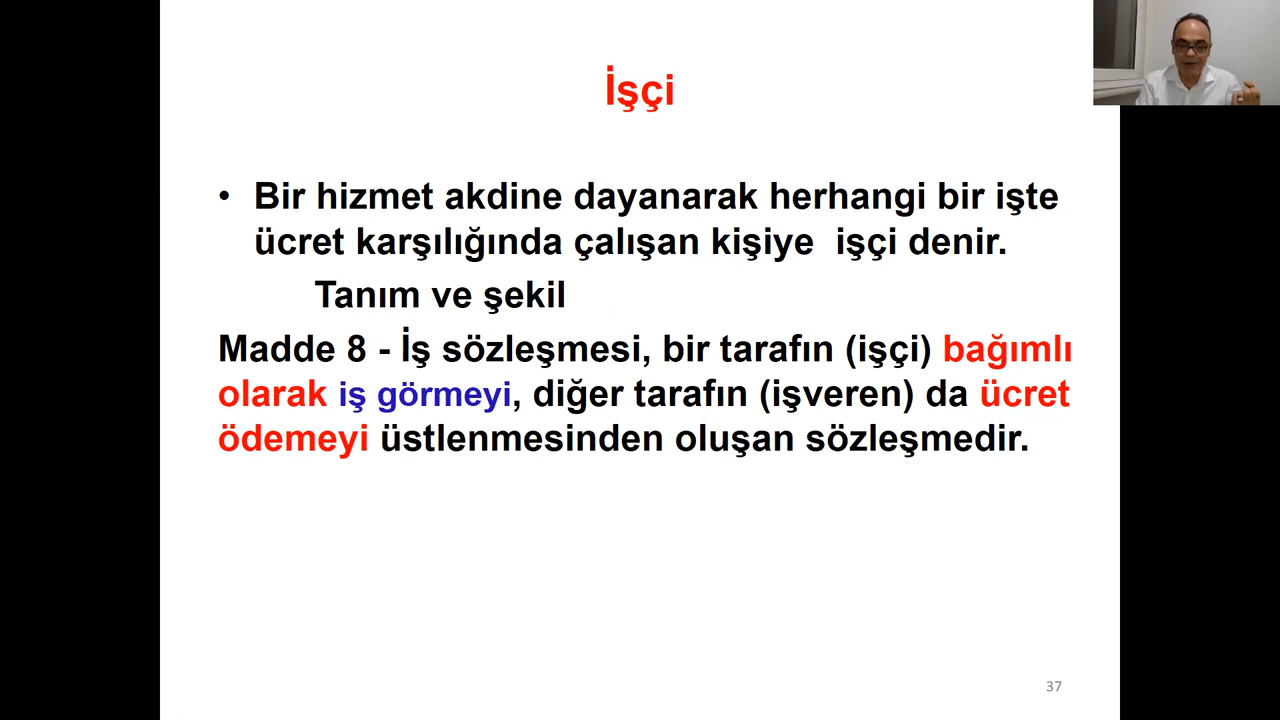 İşçi
• Bir hizmet akdine dayanarak herhangi bir işte
ücret karşılığında çalışan kişiye işçi denir.
Tanım ve şekil
Madde 8 - İş sözleşmesi, bir tarafın (işçi) bağımlı
olarak iş görmeyi, diğer tarafın (işveren) da ücret
ödemeyi üstlenmesinden oluşan sözleşmedir.
37